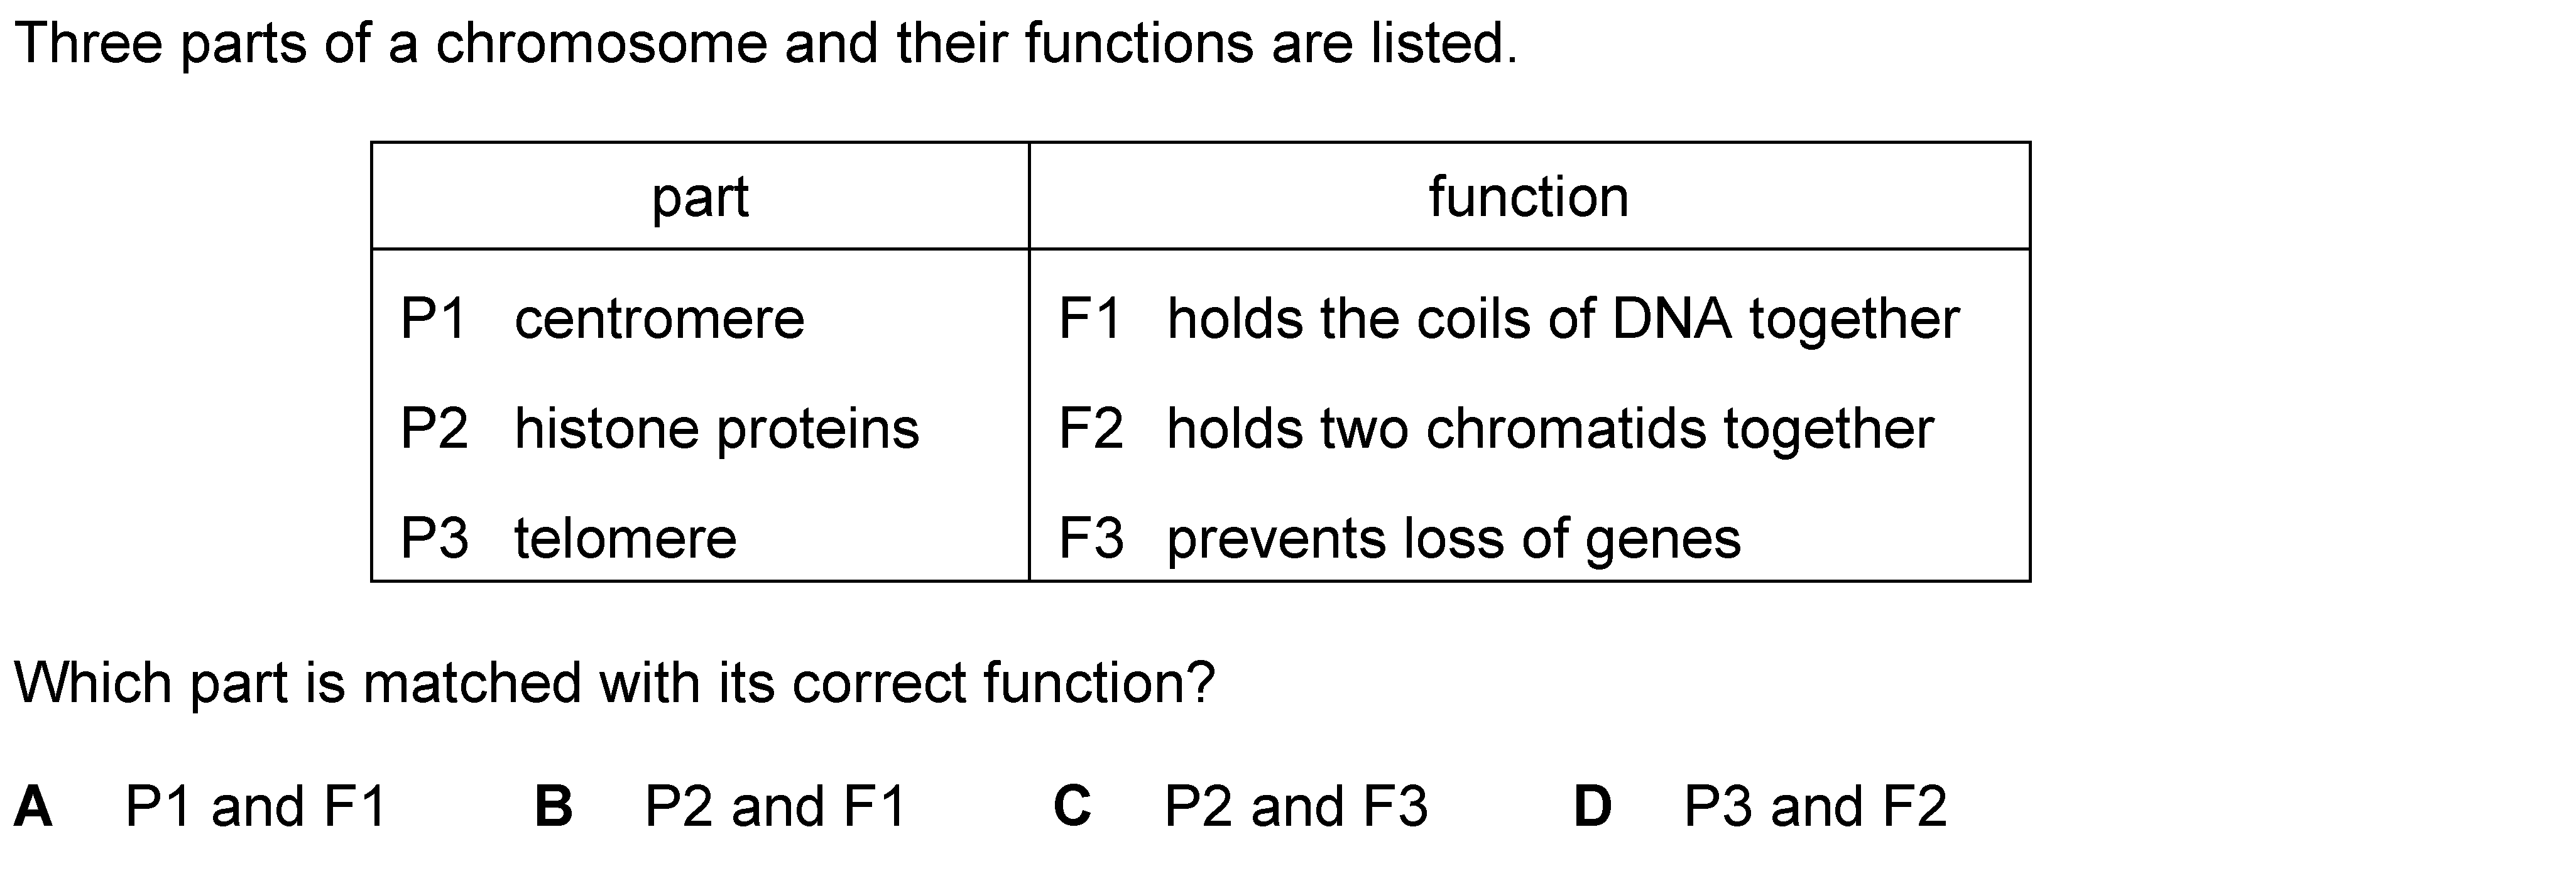 Three parts of a chromosome and their functions are listed.
part function
P1 centromere F1 holds the coils of DNA together
P2 histone proteins F2 holds two chromatids together
P3 telomere F3 prevents loss of genes
Which part is matched with its correct function?
A P1 and F1 B P2 and F1 C P2 and F3 D P3 and F2